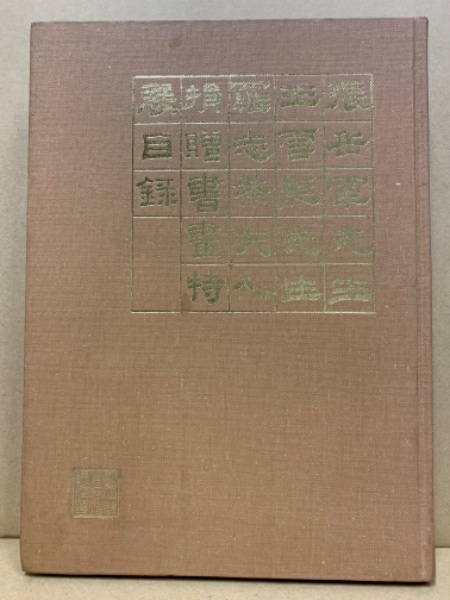 張岳軍先生
王雪艇先生
羅志希夫人
捐贈書畫特
展目錄